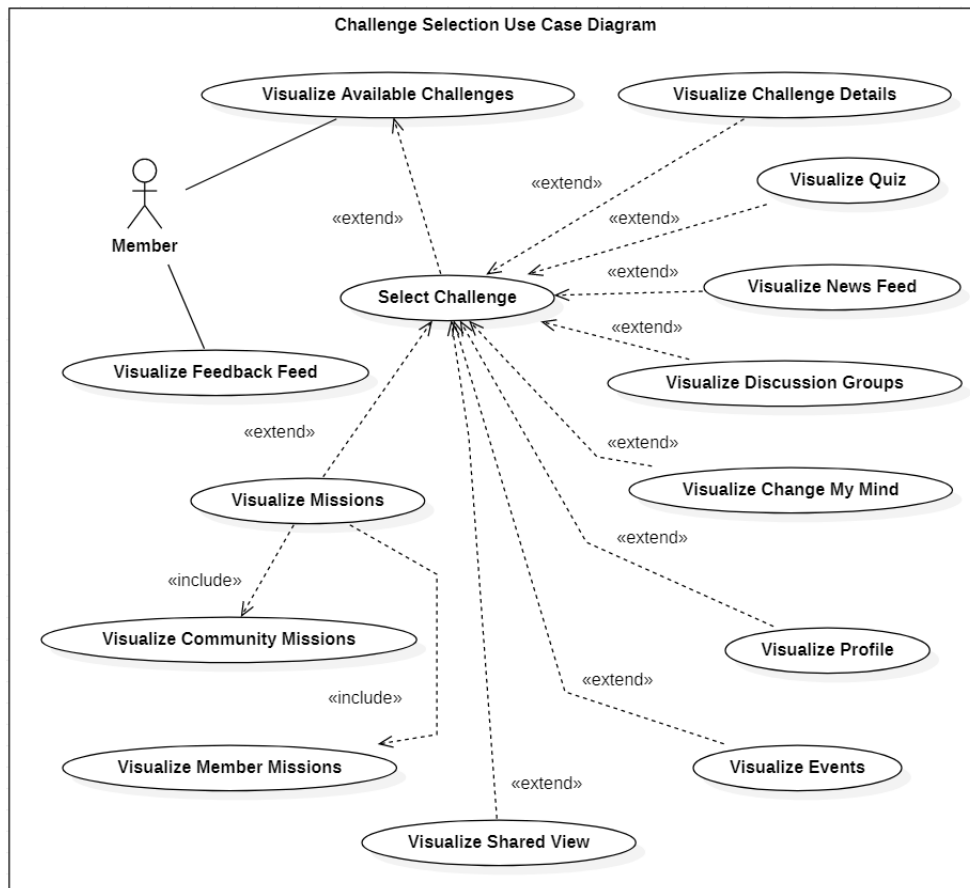 Challenge Selection Use Case Diagram
Visualize Available Challenges
Visualize Challenge Details
Visualize Quiz
«extend»
«extend»
«extend»
Member
«extend»
Visualize News Feed
Select Challenge
«extend»
Visualize Feedback Feed
Visualize Discussion Groups
«extend»
«extend»
Visualize Missions
Visualize Change My Mind
«extend»
«include»
Visualize Community Missions
Visualize Profile
«extend»
«include»
Visualize Member Missions
Visualize Events
«extend»
Visualize Shared View